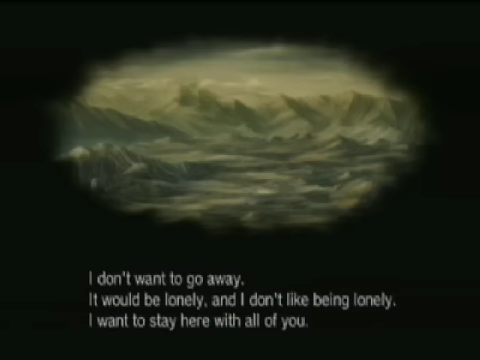 I don't want to go away.
It would be lonely, and I don't like being lonely.
I want to stay here with all of you.